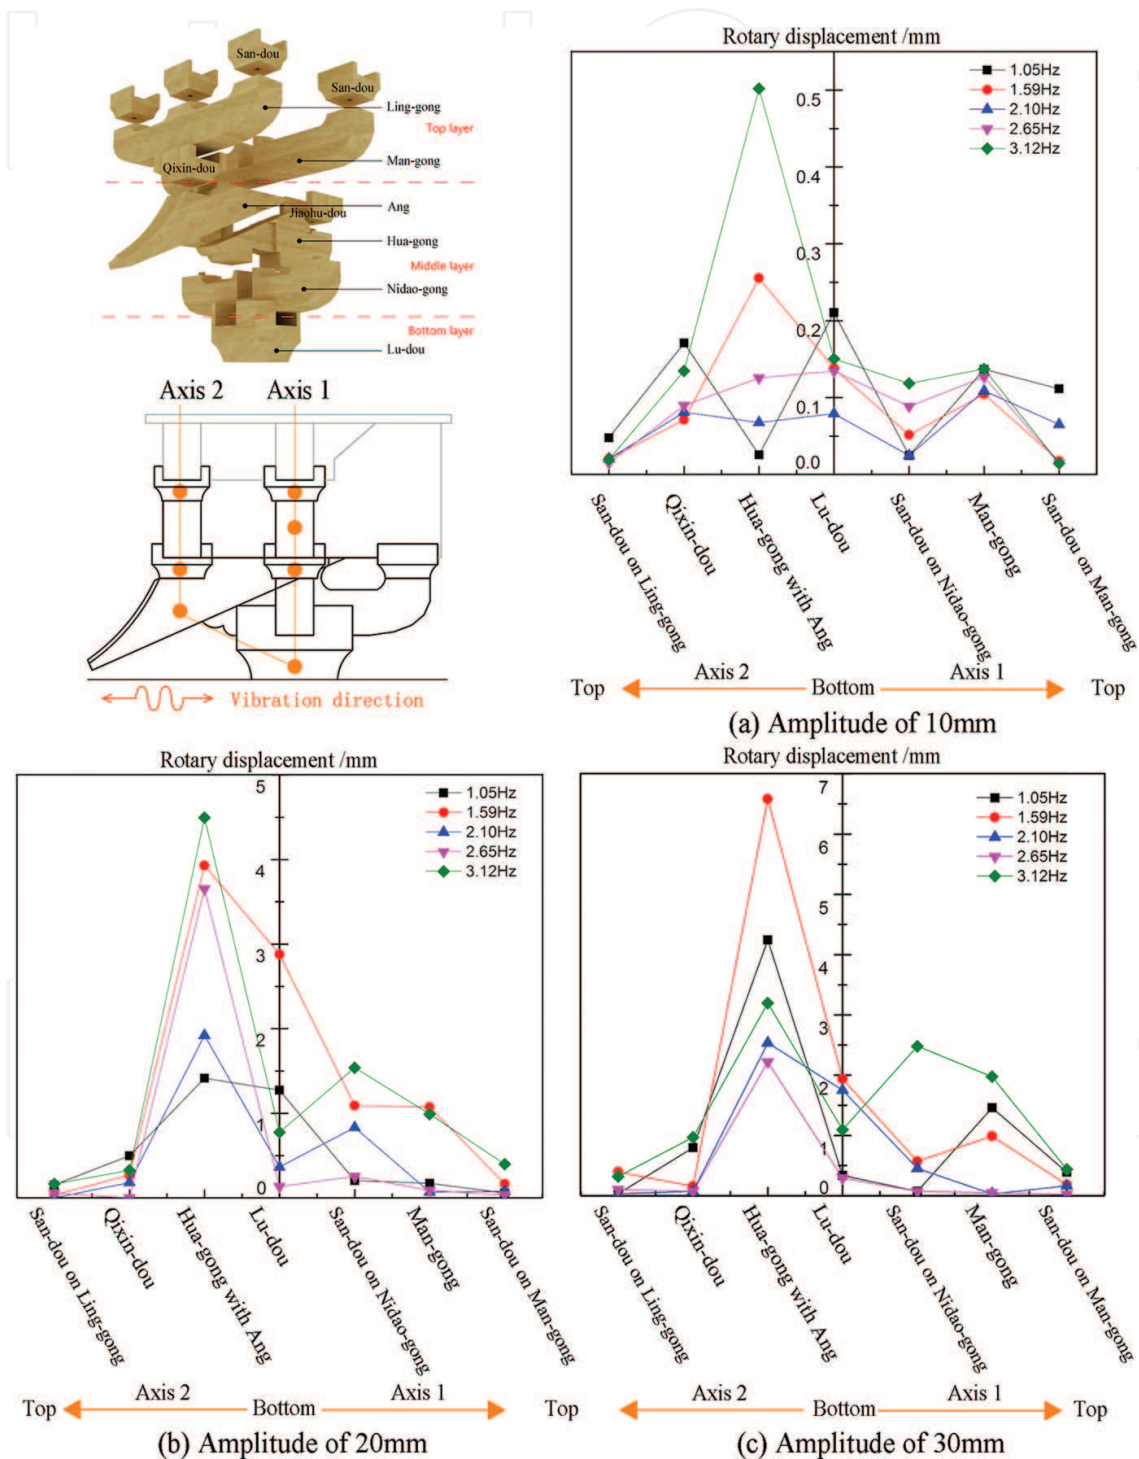 San-dou
San-dou
Ling-gong
Top layer
Man-gong
Qixin-dou
Ang
Jiaohu-dou
Hua-gong
Middle layer
Nidao-gong
Bottom layer
Lu-dou
Axis 2
Axis 1
Vibration direction
Rotary displacement /mm
1.05Hz
1.59Hz
2.10Hz
2.65Hz
3.12Hz
0.5
0.4
0.3
0.2
0.1
0.0
San-dou on Ling-gong
Qixin-dou
Hua-gong with Ang
Lu-dou
San-dou on Nidao-gong
Man-gong
San-dou on Man-gong
Axis 2
Axis 1
Top
Bottom
Top
(a) Amplitude of 10mm
Rotary displacement /mm
1.05Hz
1.59Hz
2.10Hz
2.65Hz
3.12Hz
5
4
3
2
1
0
San-dou on Ling-gong
Qixin-dou
Hua-gong with Ang
Lu-dou
San-dou on Nidao-gong
Man-gong
San-dou on Man-gong
Axis 2
Axis 1
Top
Bottom
Top
(b) Amplitude of 20mm
Rotary displacement /mm
1.05Hz
1.59Hz
2.10Hz
2.65Hz
3.12Hz
7
6
5
4
3
2
1
0
San-dou on Ling-gong
Qixin-dou
Hua-gong with Ang
Lu-dou
San-dou on Nidao-gong
Man-gong
San-dou on Man-gong
Axis 2
Axis 1
Bottom
Top
(c) Amplitude of 30mm